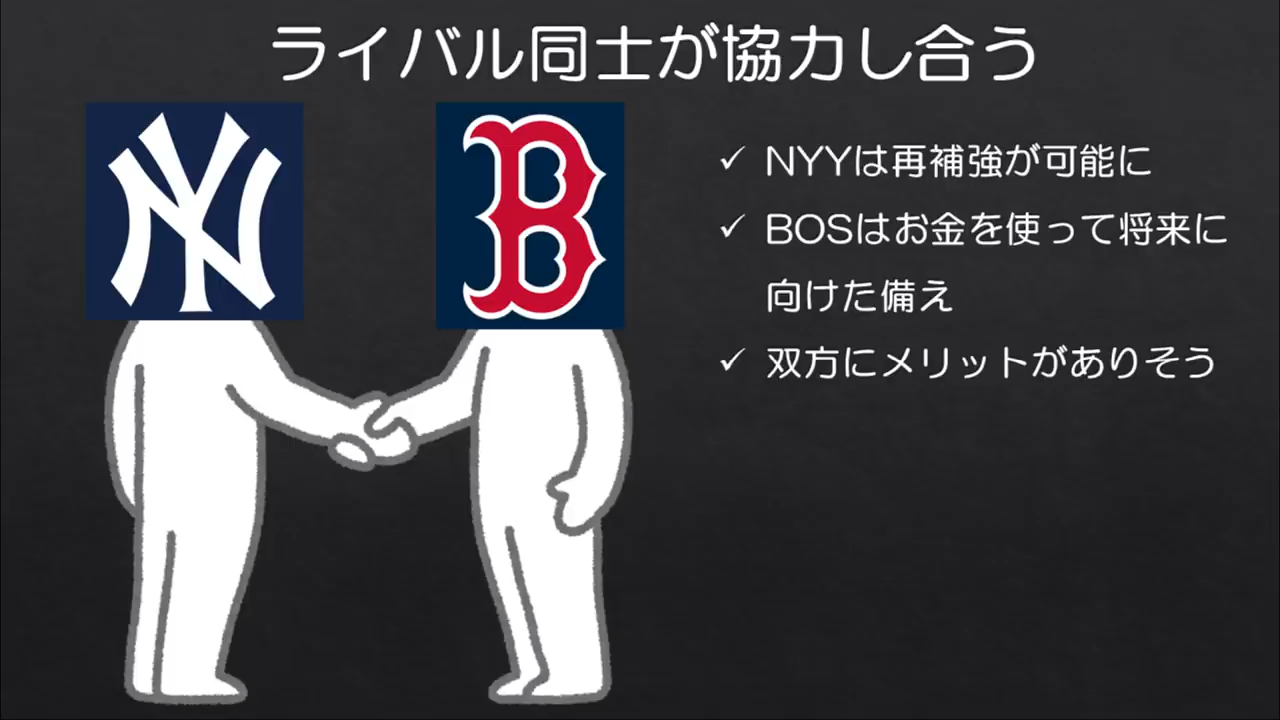 ライバル同士が協力し合う
NY
B
✓ NYYは再補強が可能に
✓ BOSはお金を使って将来に
向けた備え
✓ 双方にメリットがありそう